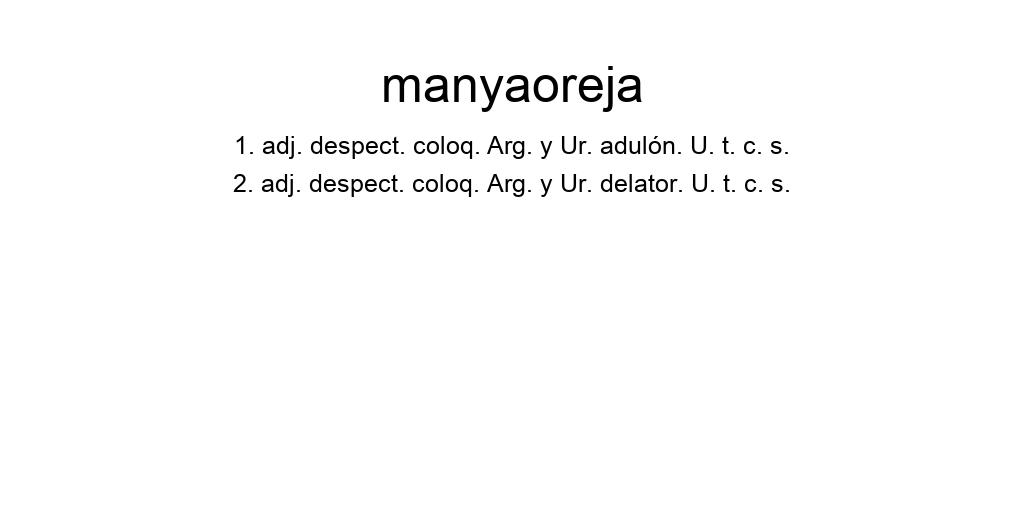 manyaoreja
1. adj. despect. coloq. Arg. y Ur. adulón. U. t. c. s.
2. adj. despect. coloq. Arg. y Ur. delator. U. t. c. s.